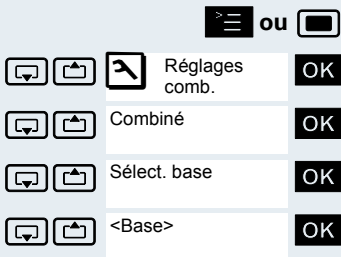 ou
Réglages
comb.
OK
Combiné
OK
Sélect. base
OK
<Base>
OK